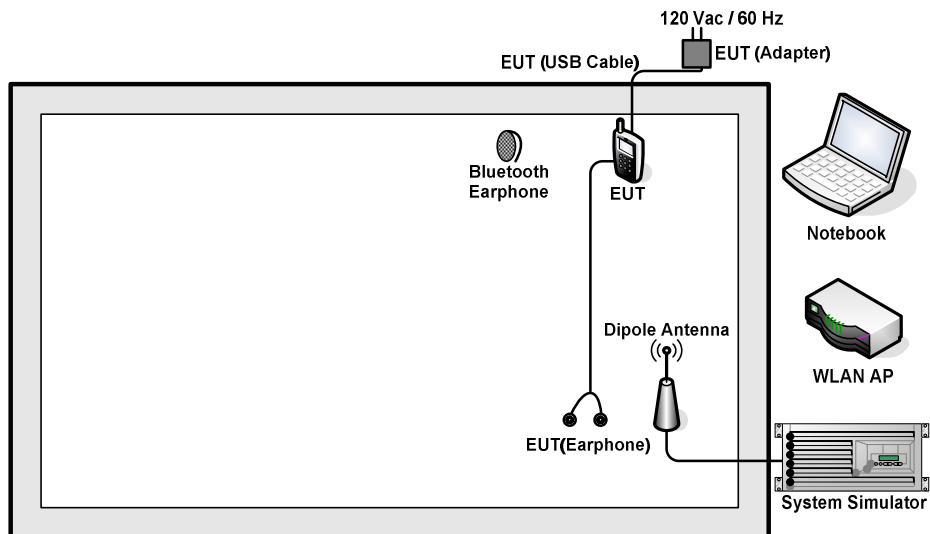 120 Vac / 60 Hz
EUT (USB Cable)
EUT (Adapter)
Bluetooth
Earphone
EUT
Notebook
Dipole Antenna
WLAN AP
EUT(Earphone)
System Simulator